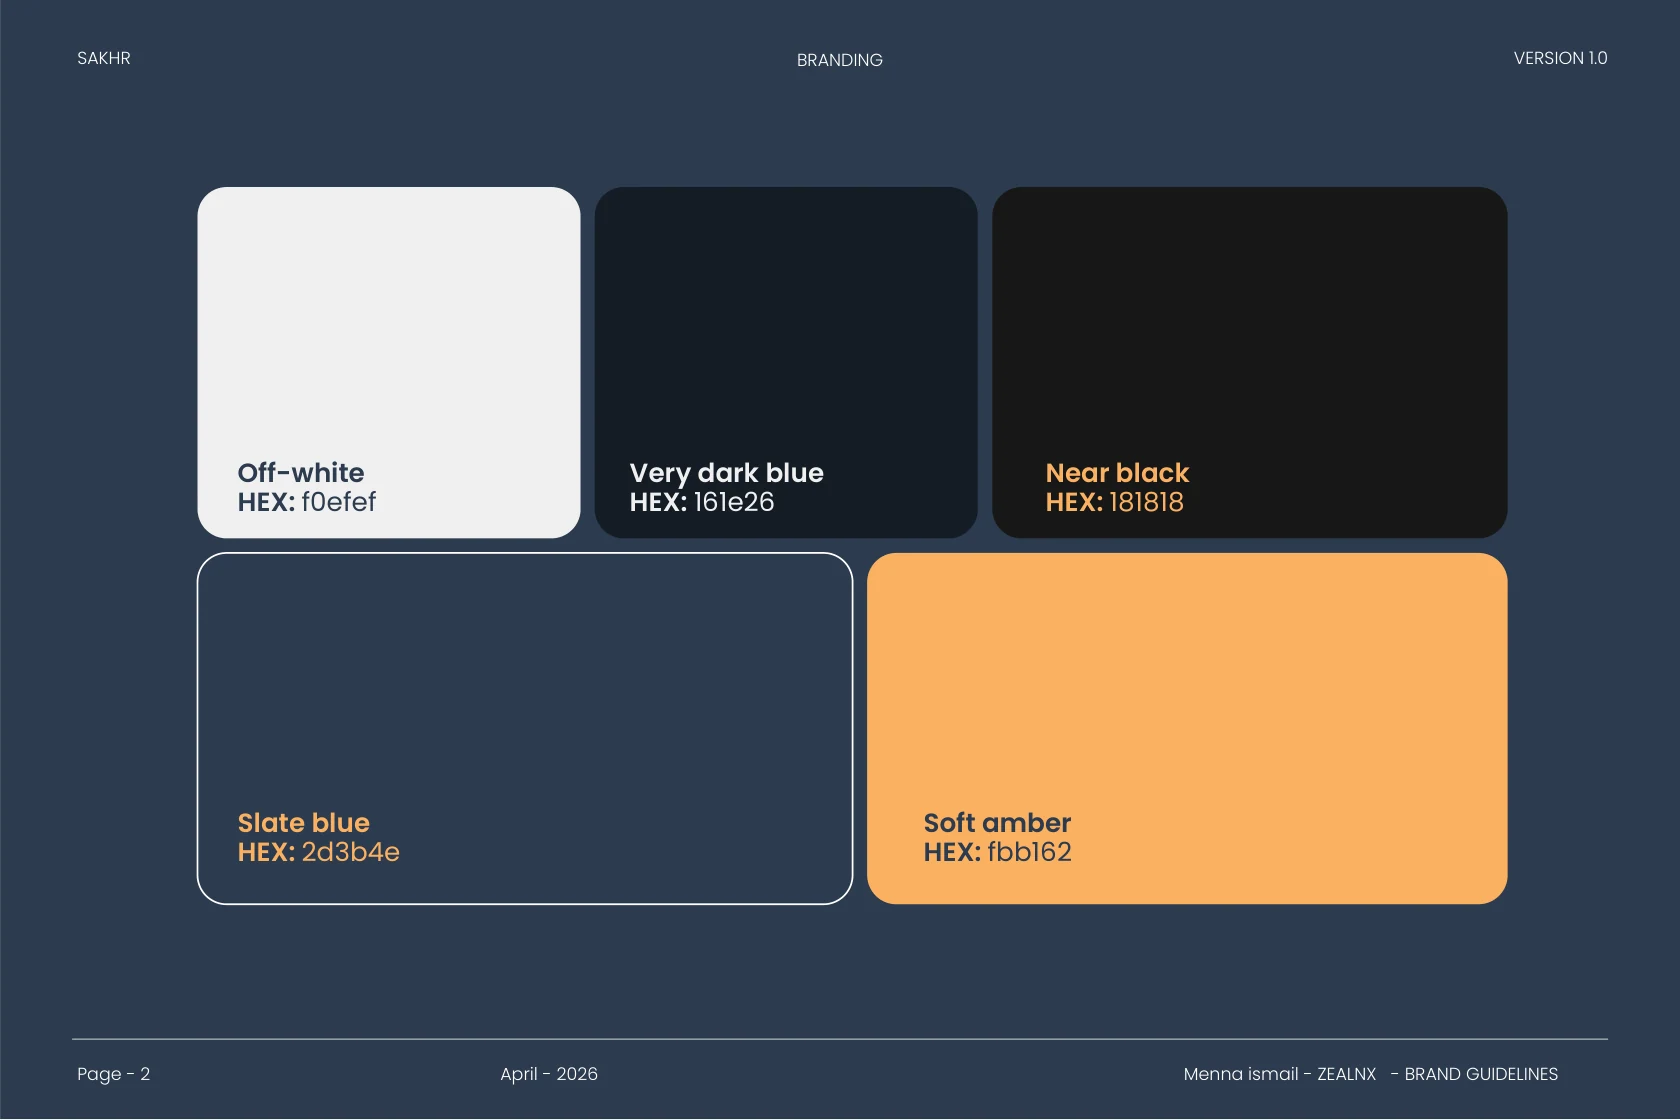 SAKHR
BRANDING
VERSION 1.0
Off-white
HEX: f0efef
Very dark blue
HEX: 161e26
Near black
HEX: 181818
Slate blue
HEX: 2d3b4e
Soft amber
HEX: fbb162
Page - 2
April - 2026
Menna ismail - ZEALNX - BRAND GUIDELINES